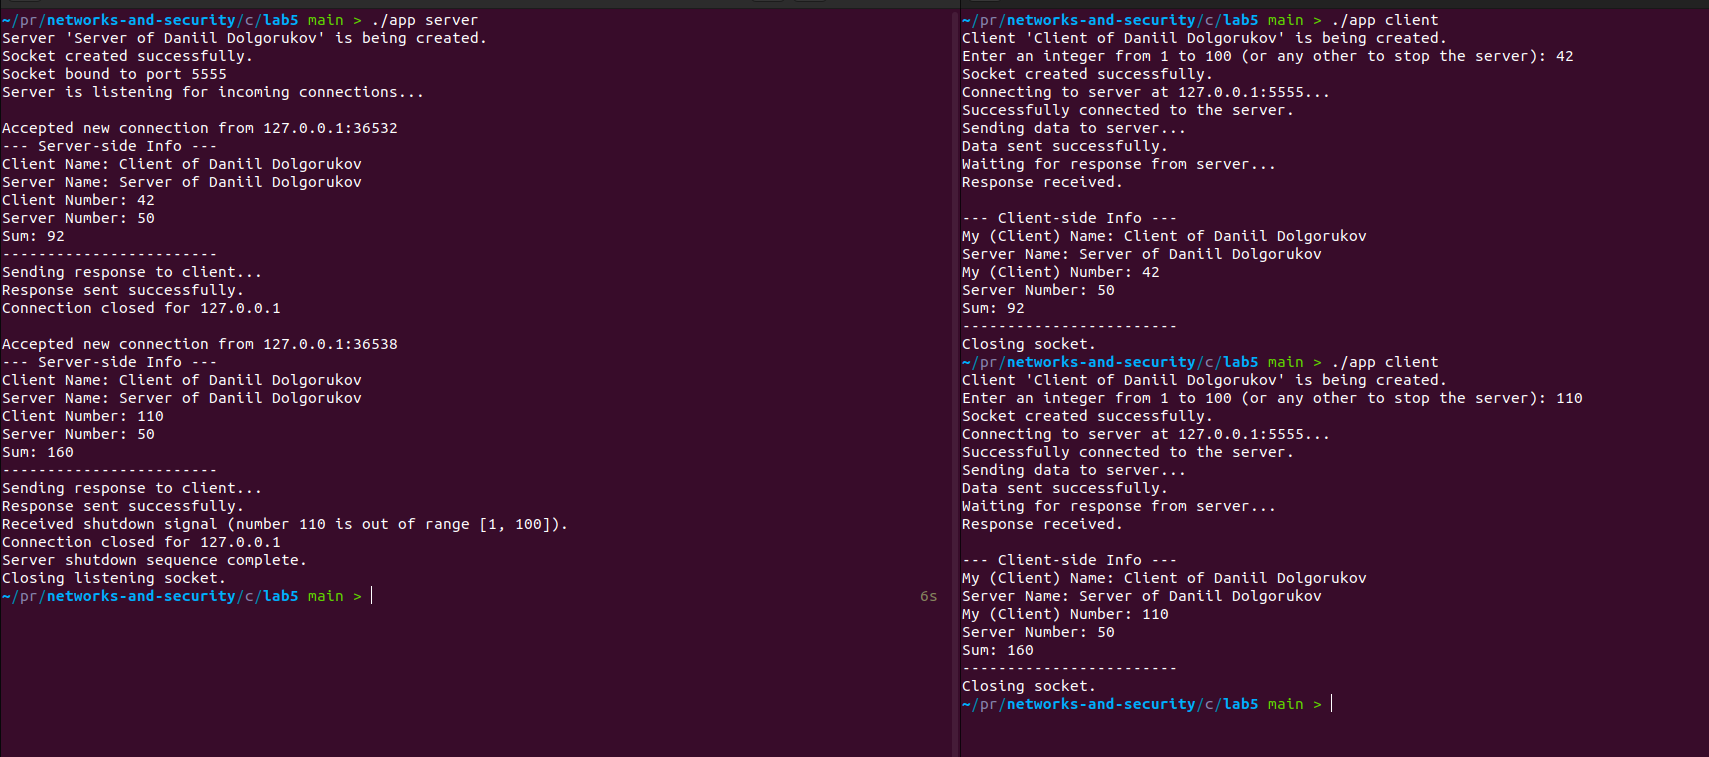 ~/pr/networks-and-security/c/lab5 main > ./app server
Server 'Server of Daniil Dolgorukov' is being created.
Socket created successfully.
Socket bound to port 5555
Server is listening for incoming connections...
Accepted new connection from 127.0.0.1:36532
--- Server-side Info ---
Client Name: Client of Daniil Dolgorukov
Server Name: Server of Daniil Dolgorukov
Client Number: 42
Server Number: 50
Sum: 92
------------------------
Sending response to client...
Response sent successfully.
Connection closed for 127.0.0.1
Accepted new connection from 127.0.0.1:36538
--- Server-side Info ---
Client Name: Client of Daniil Dolgorukov
Server Name: Server of Daniil Dolgorukov
Client Number: 110
Server Number: 50
Sum: 160
------------------------
Sending response to client...
Response sent successfully.
Received shutdown signal (number 110 is out of range [1, 100]).
Connection closed for 127.0.0.1
Server shutdown sequence complete.
Closing listening socket.
~/pr/networks-and-security/c/lab5 main > 6s
~/pr/networks-and-security/c/lab5 main > ./app client
Client 'Client of Daniil Dolgorukov' is being created.
Enter an integer from 1 to 100 (or any other to stop the server): 42
Socket created successfully.
Connecting to server at 127.0.0.1:5555...
Successfully connected to the server.
Sending data to server...
Data sent successfully.
Waiting for response from server...
Response received.
--- Client-side Info ---
My (Client) Name: Client of Daniil Dolgorukov
Server Name: Server of Daniil Dolgorukov
My (Client) Number: 42
Server Number: 50
Sum: 92
------------------------
Closing socket.
~/pr/networks-and-security/c/lab5 main > ./app client
Client 'Client of Daniil Dolgorukov' is being created.
Enter an integer from 1 to 100 (or any other to stop the server): 110
Socket created successfully.
Connecting to server at 127.0.0.1:5555...
Successfully connected to the server.
Sending data to server...
Data sent successfully.
Waiting for response from server...
Response received.
--- Client-side Info ---
My (Client) Name: Client of Daniil Dolgorukov
Server Name: Server of Daniil Dolgorukov
My (Client) Number: 110
Server Number: 50
Sum: 160
------------------------
Closing socket.
~/pr/networks-and-security/c/lab5 main >